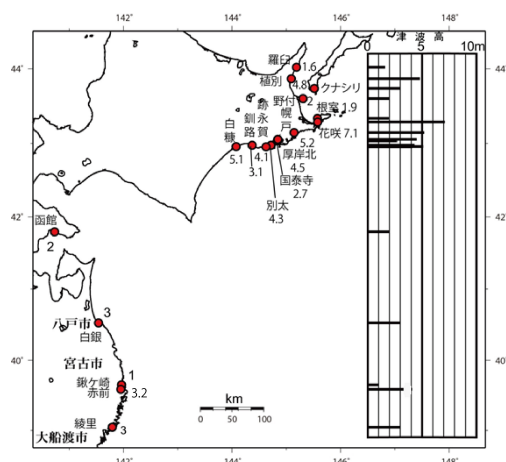 142° 144° 146° 148°
津波高
0 5 10m
44°
羅臼 1.6
植別 4.8
クナシリ
野付 2
根室 1.9
花咲 7.1
幌戸 5.2
跡永賀 4.1
釧路 3.1
白糠 5.1
厚岸北 4.5
国泰寺 2.7
別太 4.3
42° 42°
函館
2
3
八戸市
白銀
40° 40°
宮古市
1
鍬ケ崎
赤前 3.2
km
0 50 100
綾里
3
大船渡市
142° 144° 146° 148°